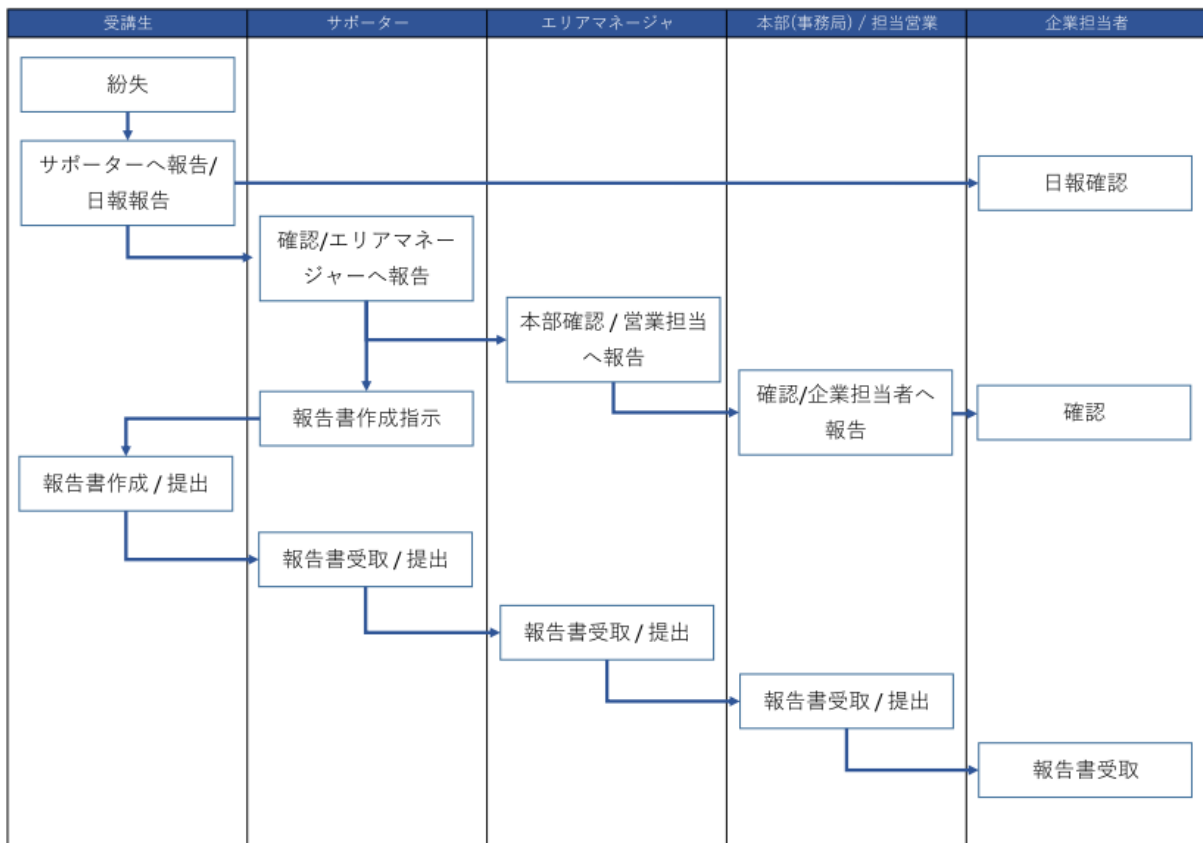 受講生
サポーター
エリアマネージャ
本部(事務局) / 担当営業
企業担当者
紛失
サポーターへ報告/
日報報告
日報確認
確認/エリアマネー
ジャーへ報告
本部確認 / 営業担当
へ報告
確認/企業担当者へ
報告
確認
報告書作成指示
報告書作成 / 提出
報告書受取 / 提出
報告書受取 / 提出
報告書受取 / 提出
報告書受取